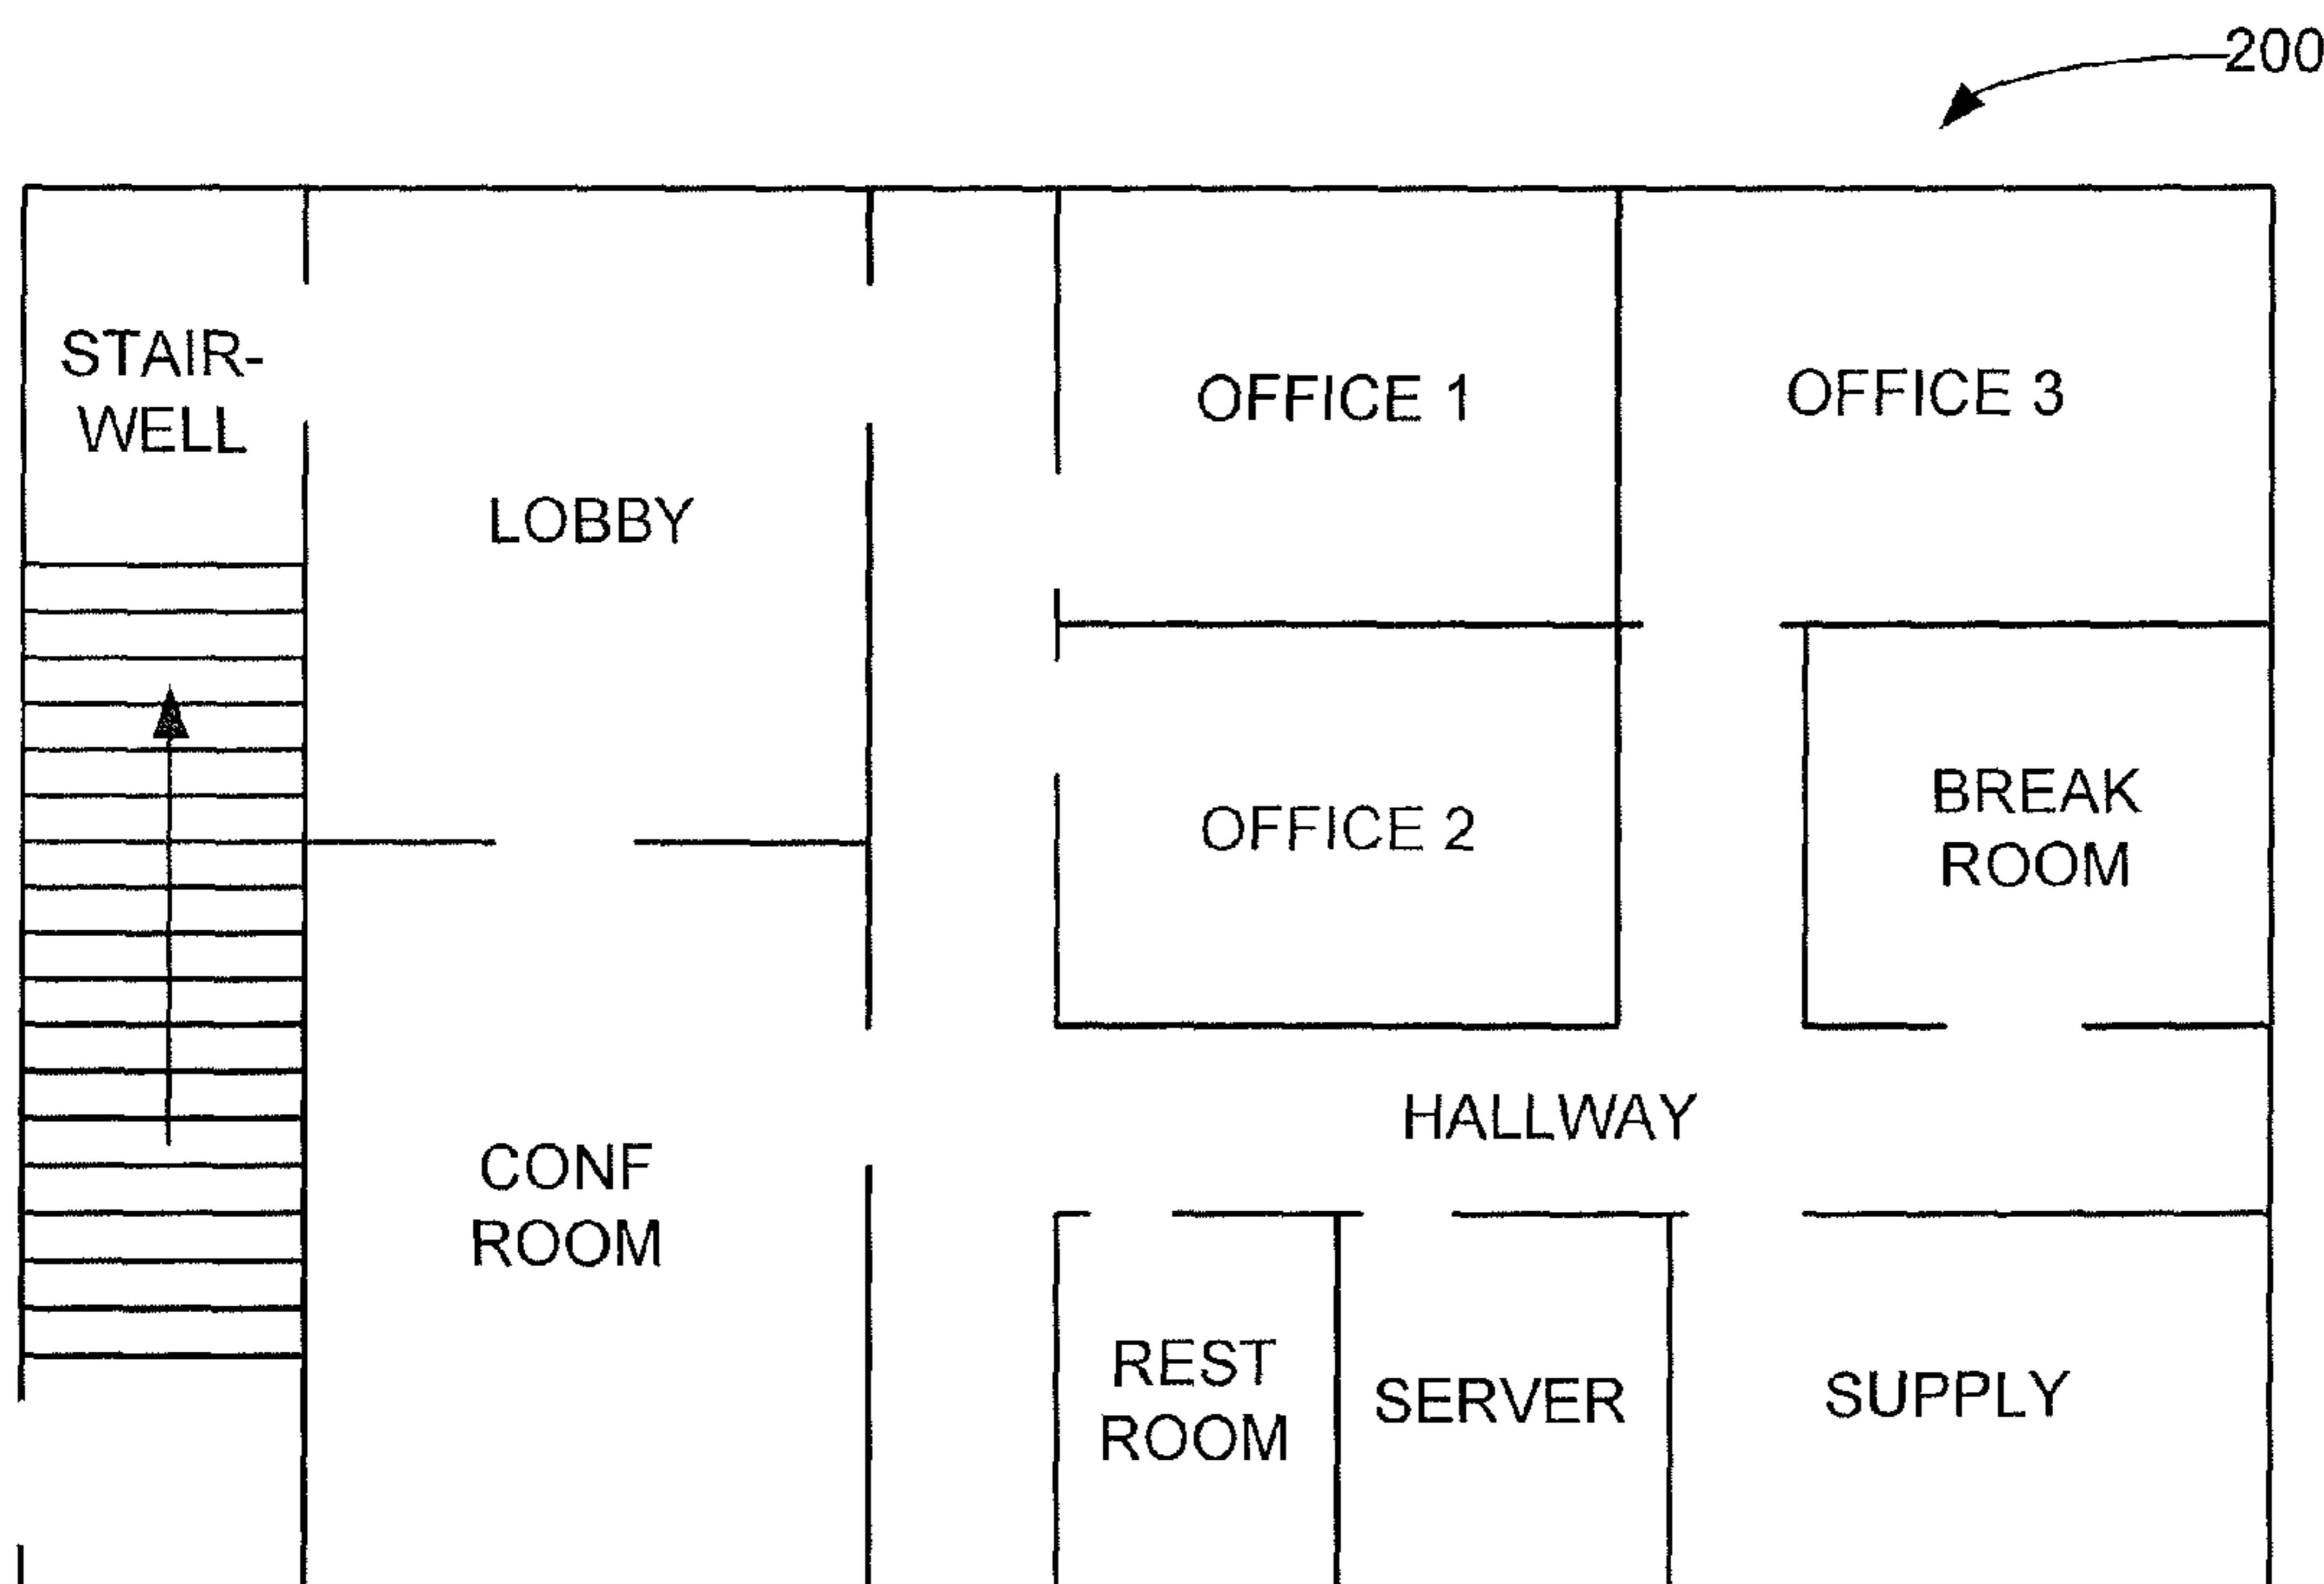 200
STAIR-
WELL
LOBBY
OFFICE 1
OFFICE 3
OFFICE 2
BREAK
ROOM
HALLWAY
CONF
ROOM
REST
ROOM
SERVER
SUPPLY